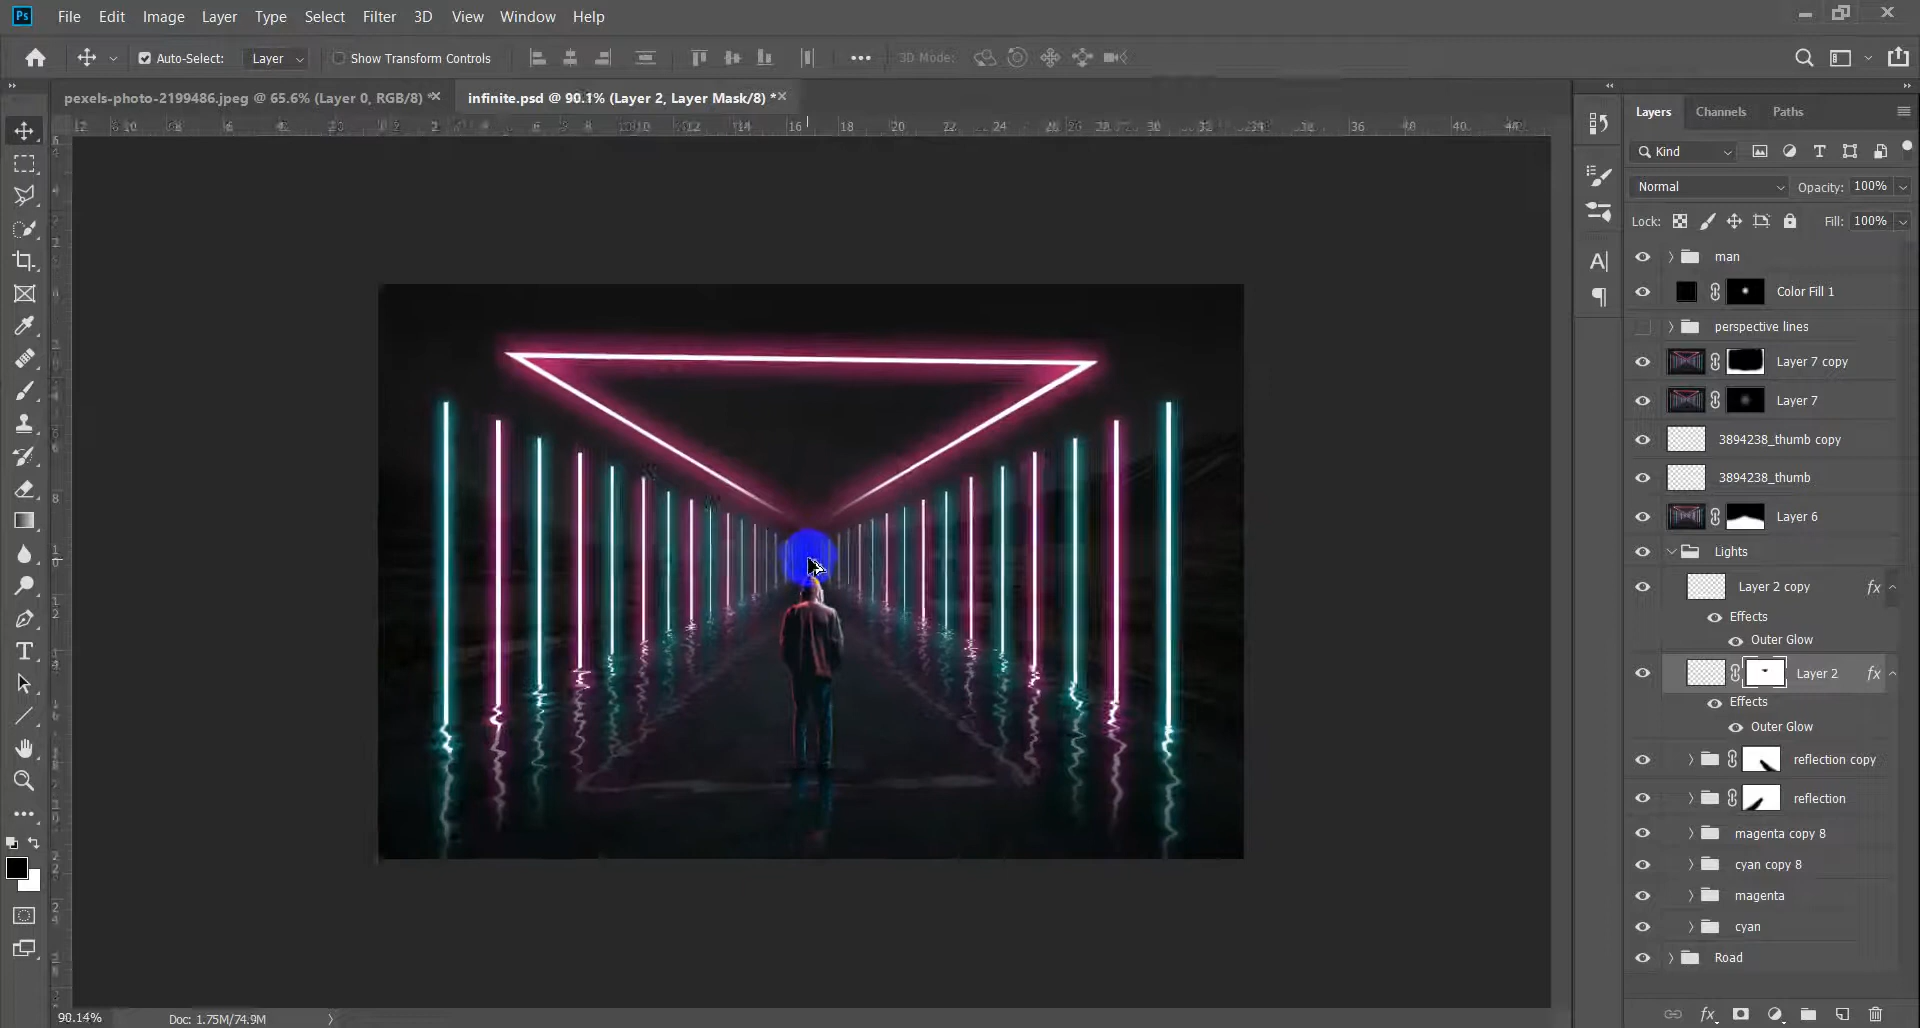 Ps File Edit Image Layer Type Select Filter 3D View Window Help
Auto-Select: Layer Show Transform Controls 3D Mode:
pexels-photo-2199486.jpeg @ 65.6% (Layer 0, RGB/8) * infinite.psd @ 90.1% (Layer 2, Layer Mask/8) *
Layers Channels Paths
Kind
Normal Opacity: 100%
Lock: Fill: 100%
man
Color Fill 1
perspective lines
Layer 7 copy
Layer 7
3894238_thumb copy
3894238_thumb
Layer 6
Lights
Layer 2 copy fx
Effects
Outer Glow
Layer 2 fx
Effects
Outer Glow
reflection copy
reflection
magenta copy 8
cyan copy 8
magenta
cyan
Road
90.14% Doc: 1.75M/74.9M